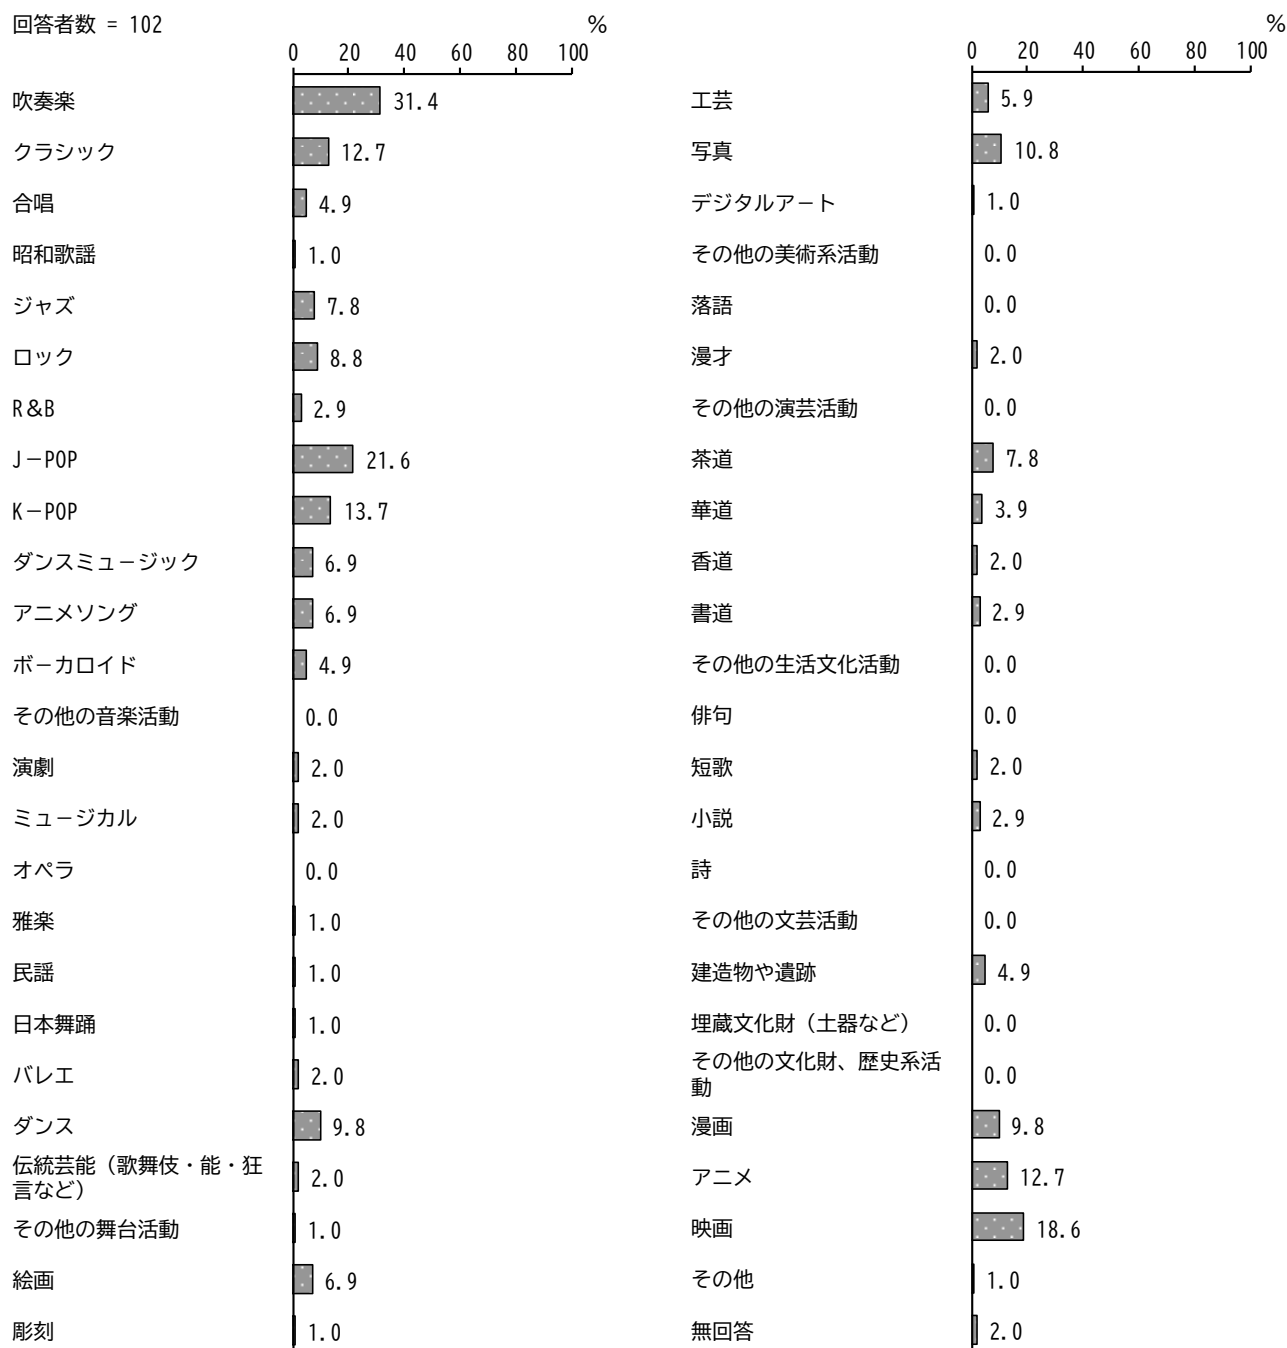 回答者数 = 102
%
0 20 40 60 80 100
吹奏楽 31.4
クラシック 12.7
合唱 4.9
昭和歌謡 1.0
ジャズ 7.8
ロック 8.8
R&B 2.9
J－POP 21.6
K－POP 13.7
ダンスミュージック 6.9
アニメソング 6.9
ボーカロイド 4.9
その他の音楽活動 0.0
演劇 2.0
ミュージカル 2.0
オペラ 0.0
雅楽 1.0
民謡 1.0
日本舞踊 1.0
バレエ 2.0
ダンス 9.8
伝統芸能（歌舞伎・能・狂
言など） 2.0
その他の舞台活動 1.0
絵画 6.9
彫刻 1.0
%
0 20 40 60 80 100
工芸 5.9
写真 10.8
デジタルアート 1.0
その他の美術系活動 0.0
落語 0.0
漫才 2.0
その他の演芸活動 0.0
茶道 7.8
華道 3.9
香道 2.0
書道 2.9
その他の生活文化活動 0.0
俳句 0.0
短歌 2.0
小説 2.9
詩 0.0
その他の文芸活動 0.0
建造物や遺跡 4.9
埋蔵文化財（土器など） 0.0
その他の文化財、歴史系活
動 0.0
漫画 9.8
アニメ 12.7
映画 18.6
その他 1.0
無回答 2.0